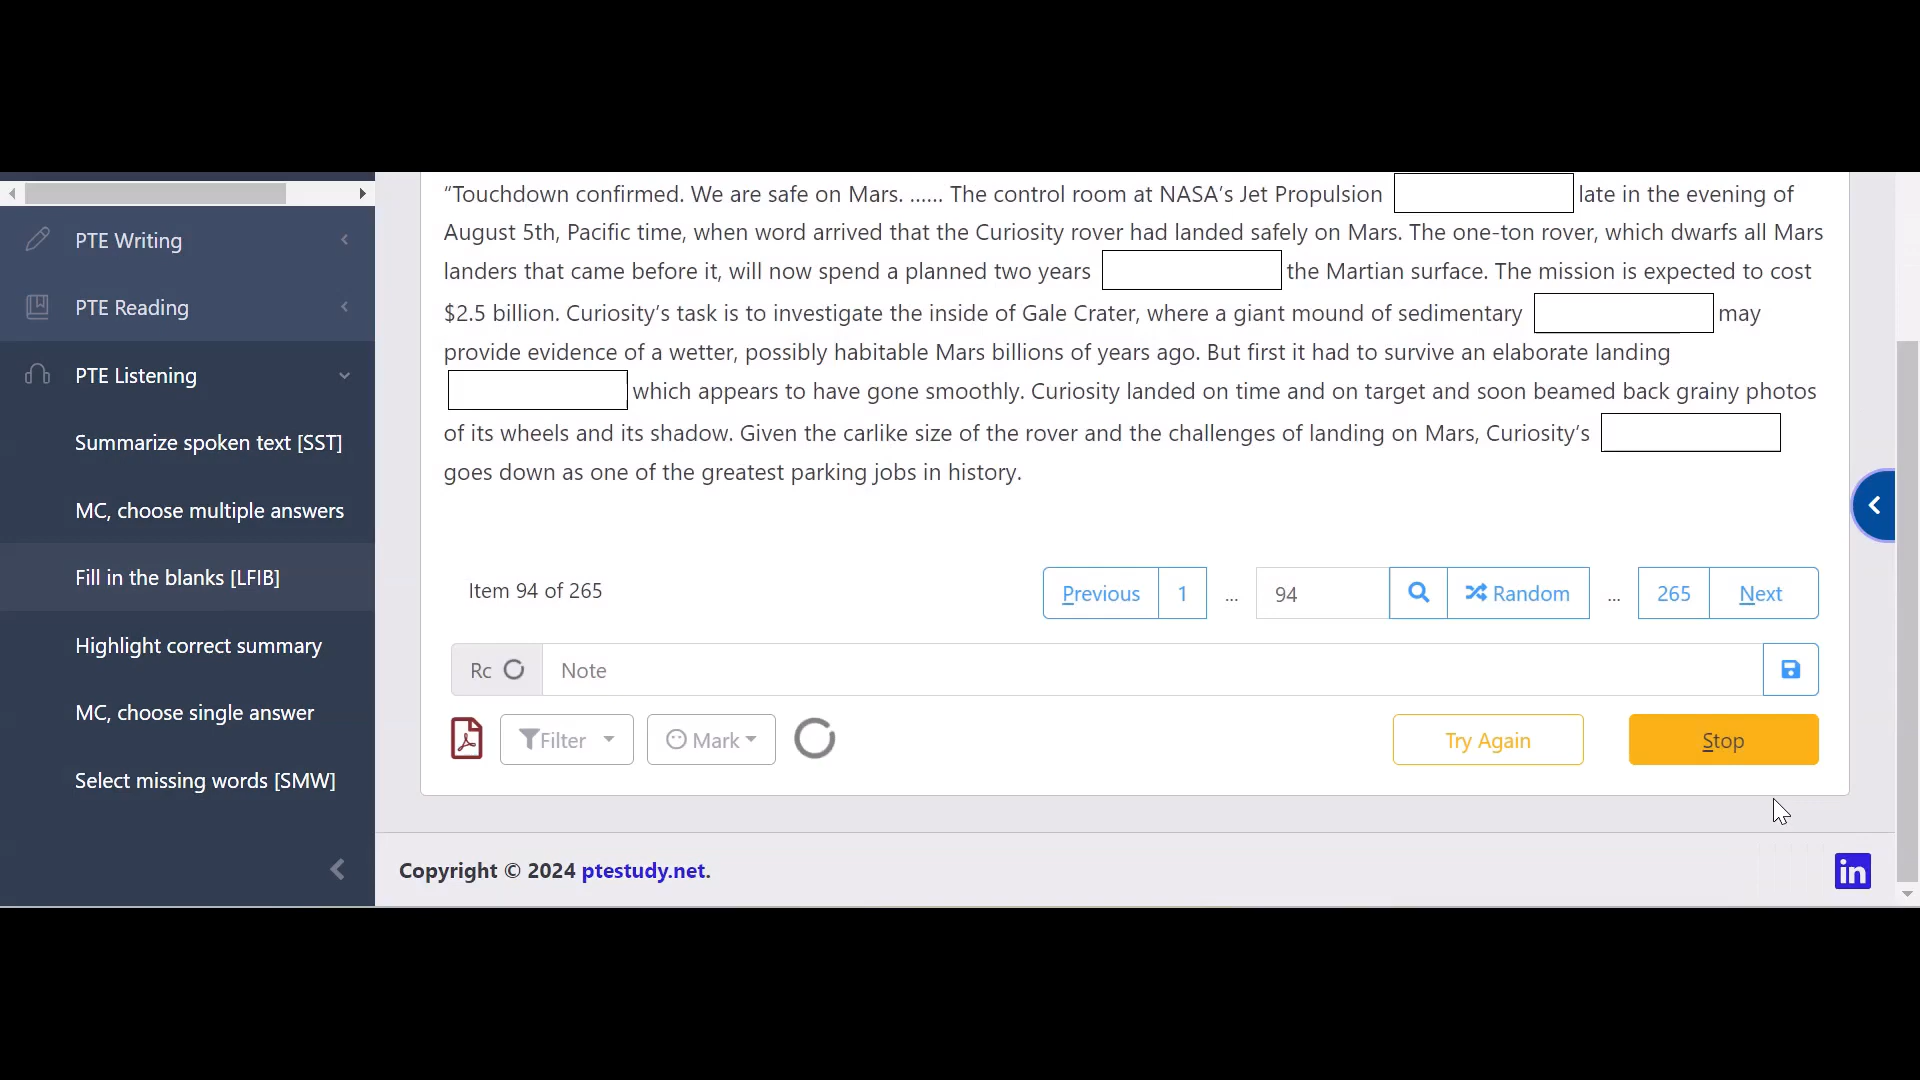 PTE Writing
PTE Reading
PTE Listening
Summarize spoken text [SST]
MC, choose multiple answers
Fill in the blanks [LFIB]
Highlight correct summary
MC, choose single answer
Select missing words [SMW]
“Touchdown confirmed. We are safe on Mars. …… The control room at NASA’s Jet Propulsion late in the evening of
August 5th, Pacific time, when word arrived that the Curiosity rover had landed safely on Mars. The one-ton rover, which dwarfs all Mars
landers that came before it, will now spend a planned two years the Martian surface. The mission is expected to cost
$2.5 billion. Curiosity’s task is to investigate the inside of Gale Crater, where a giant mound of sedimentary may
provide evidence of a wetter, possibly habitable Mars billions of years ago. But first it had to survive an elaborate landing
which appears to have gone smoothly. Curiosity landed on time and on target and soon beamed back grainy photos
of its wheels and its shadow. Given the carlike size of the rover and the challenges of landing on Mars, Curiosity’s
goes down as one of the greatest parking jobs in history.
Item 94 of 265
Previous 1 ... 94 Random ... 265 Next
Rc Note
Filter Mark Try Again Stop
Copyright © 2024 ptestudy.net.
in